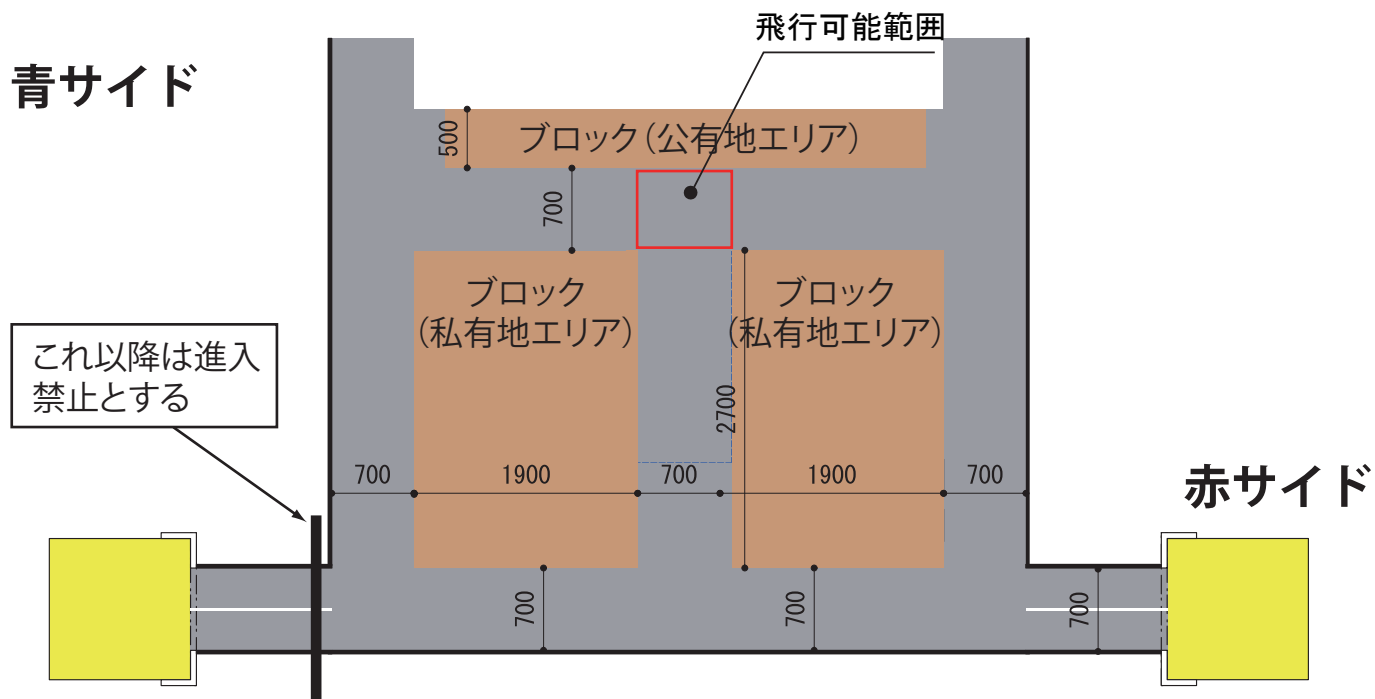 飛行可能範囲
青サイド
ブロック（公有地エリア）
500
700
ブロック
（私有地エリア）
ブロック
（私有地エリア）
これ以降は進入
禁止とする
2700
700
1900
700
1900
700
赤サイド
700
700
700